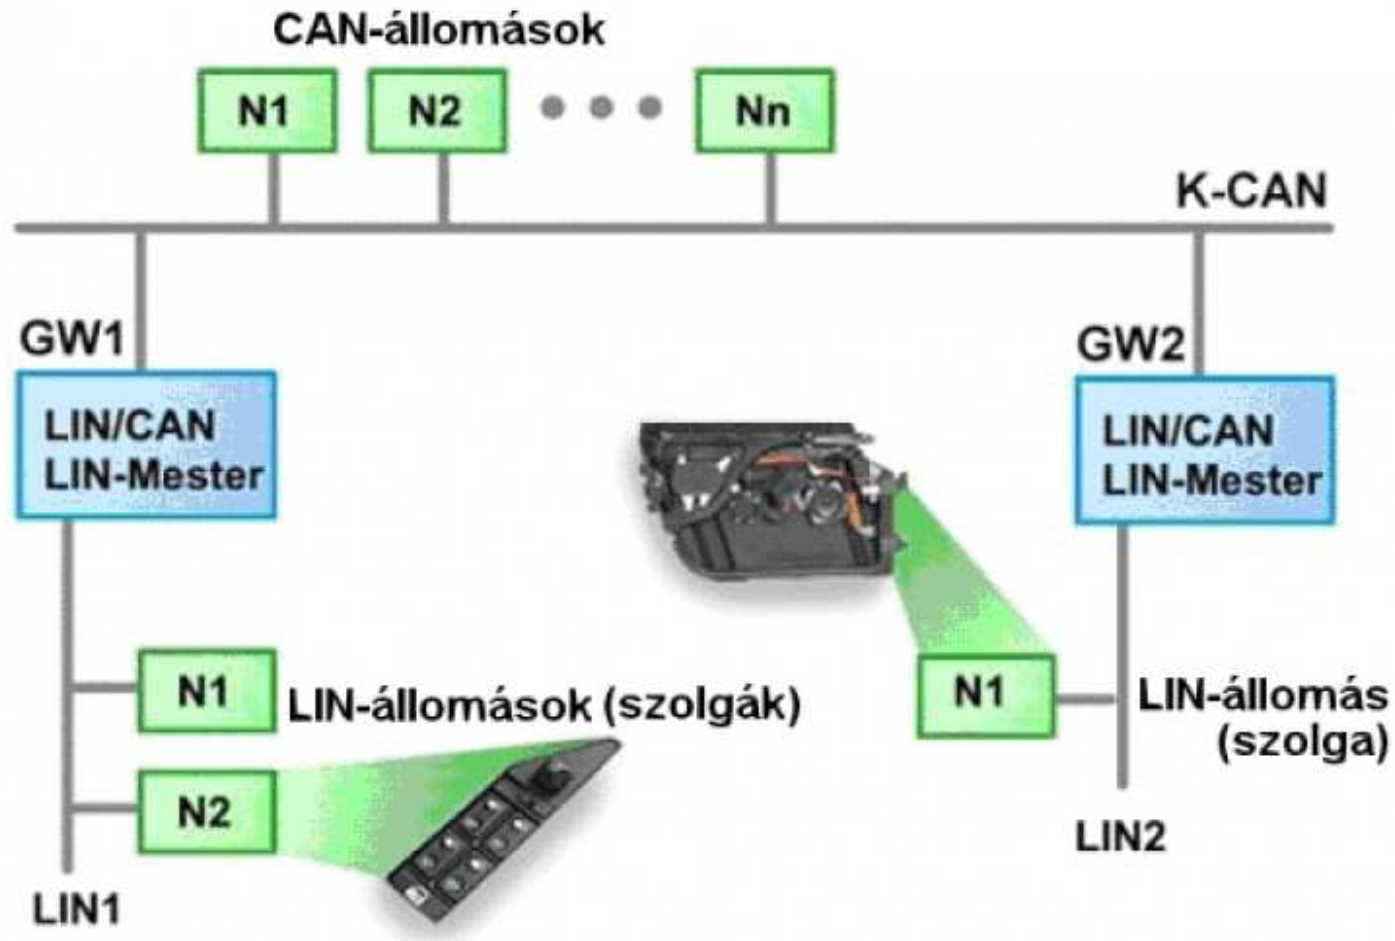 CAN-állomások
N1
N2
Nn
K-CAN
GW1
GW2
LIN/CAN
LIN-Mester
LIN/CAN
LIN-Mester
N1
LIN-állomások (szolgák)
N1
LIN-állomás
(szolga)
N2
LIN2
LIN1